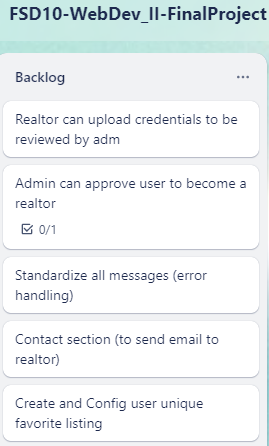 FSD10-WebDev_II-FinalProject
Backlog
Realtor can upload credentials to be
reviewed by adm
Admin can approve user to become a
realtor
0/1
Standardize all messages (error
handling)
Contact section (to send email to
realtor)
Create and Config user unique
favorite listing